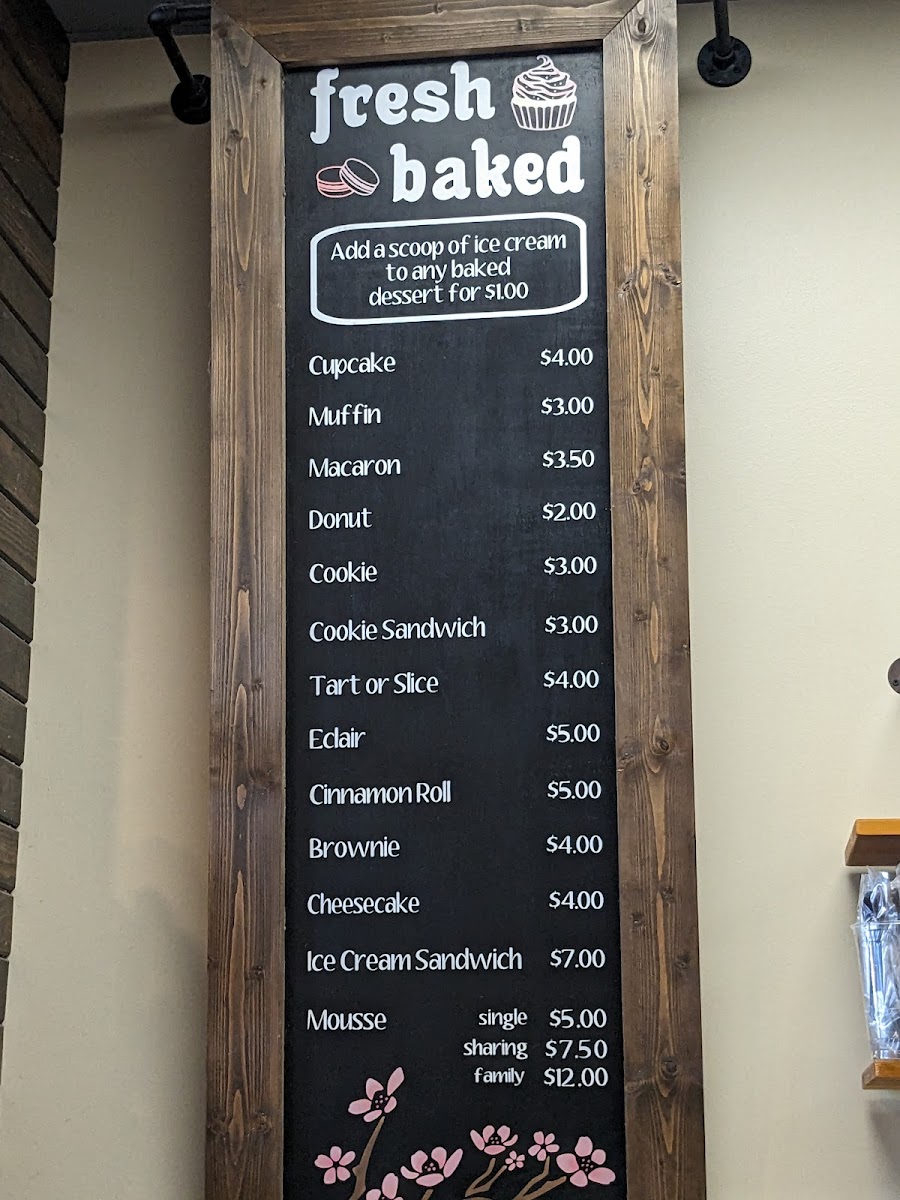 fresh
baked
Add a scoop of ice cream
to any baked
dessert for $1.00
Cupcake $4.00
Muffin $3.00
Macaron $3.50
Donut $2.00
Cookie $3.00
Cookie Sandwich $3.00
Tart or Slice $4.00
Eclair $5.00
Cinnamon Roll $5.00
Brownie $4.00
Cheesecake $4.00
Ice Cream Sandwich $7.00
Mousse single $5.00
sharing $7.50
family $12.00